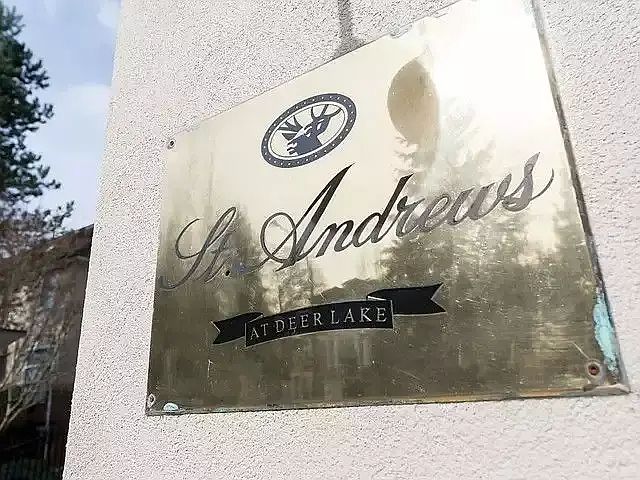 St. Andrews
AT DEER LAKE